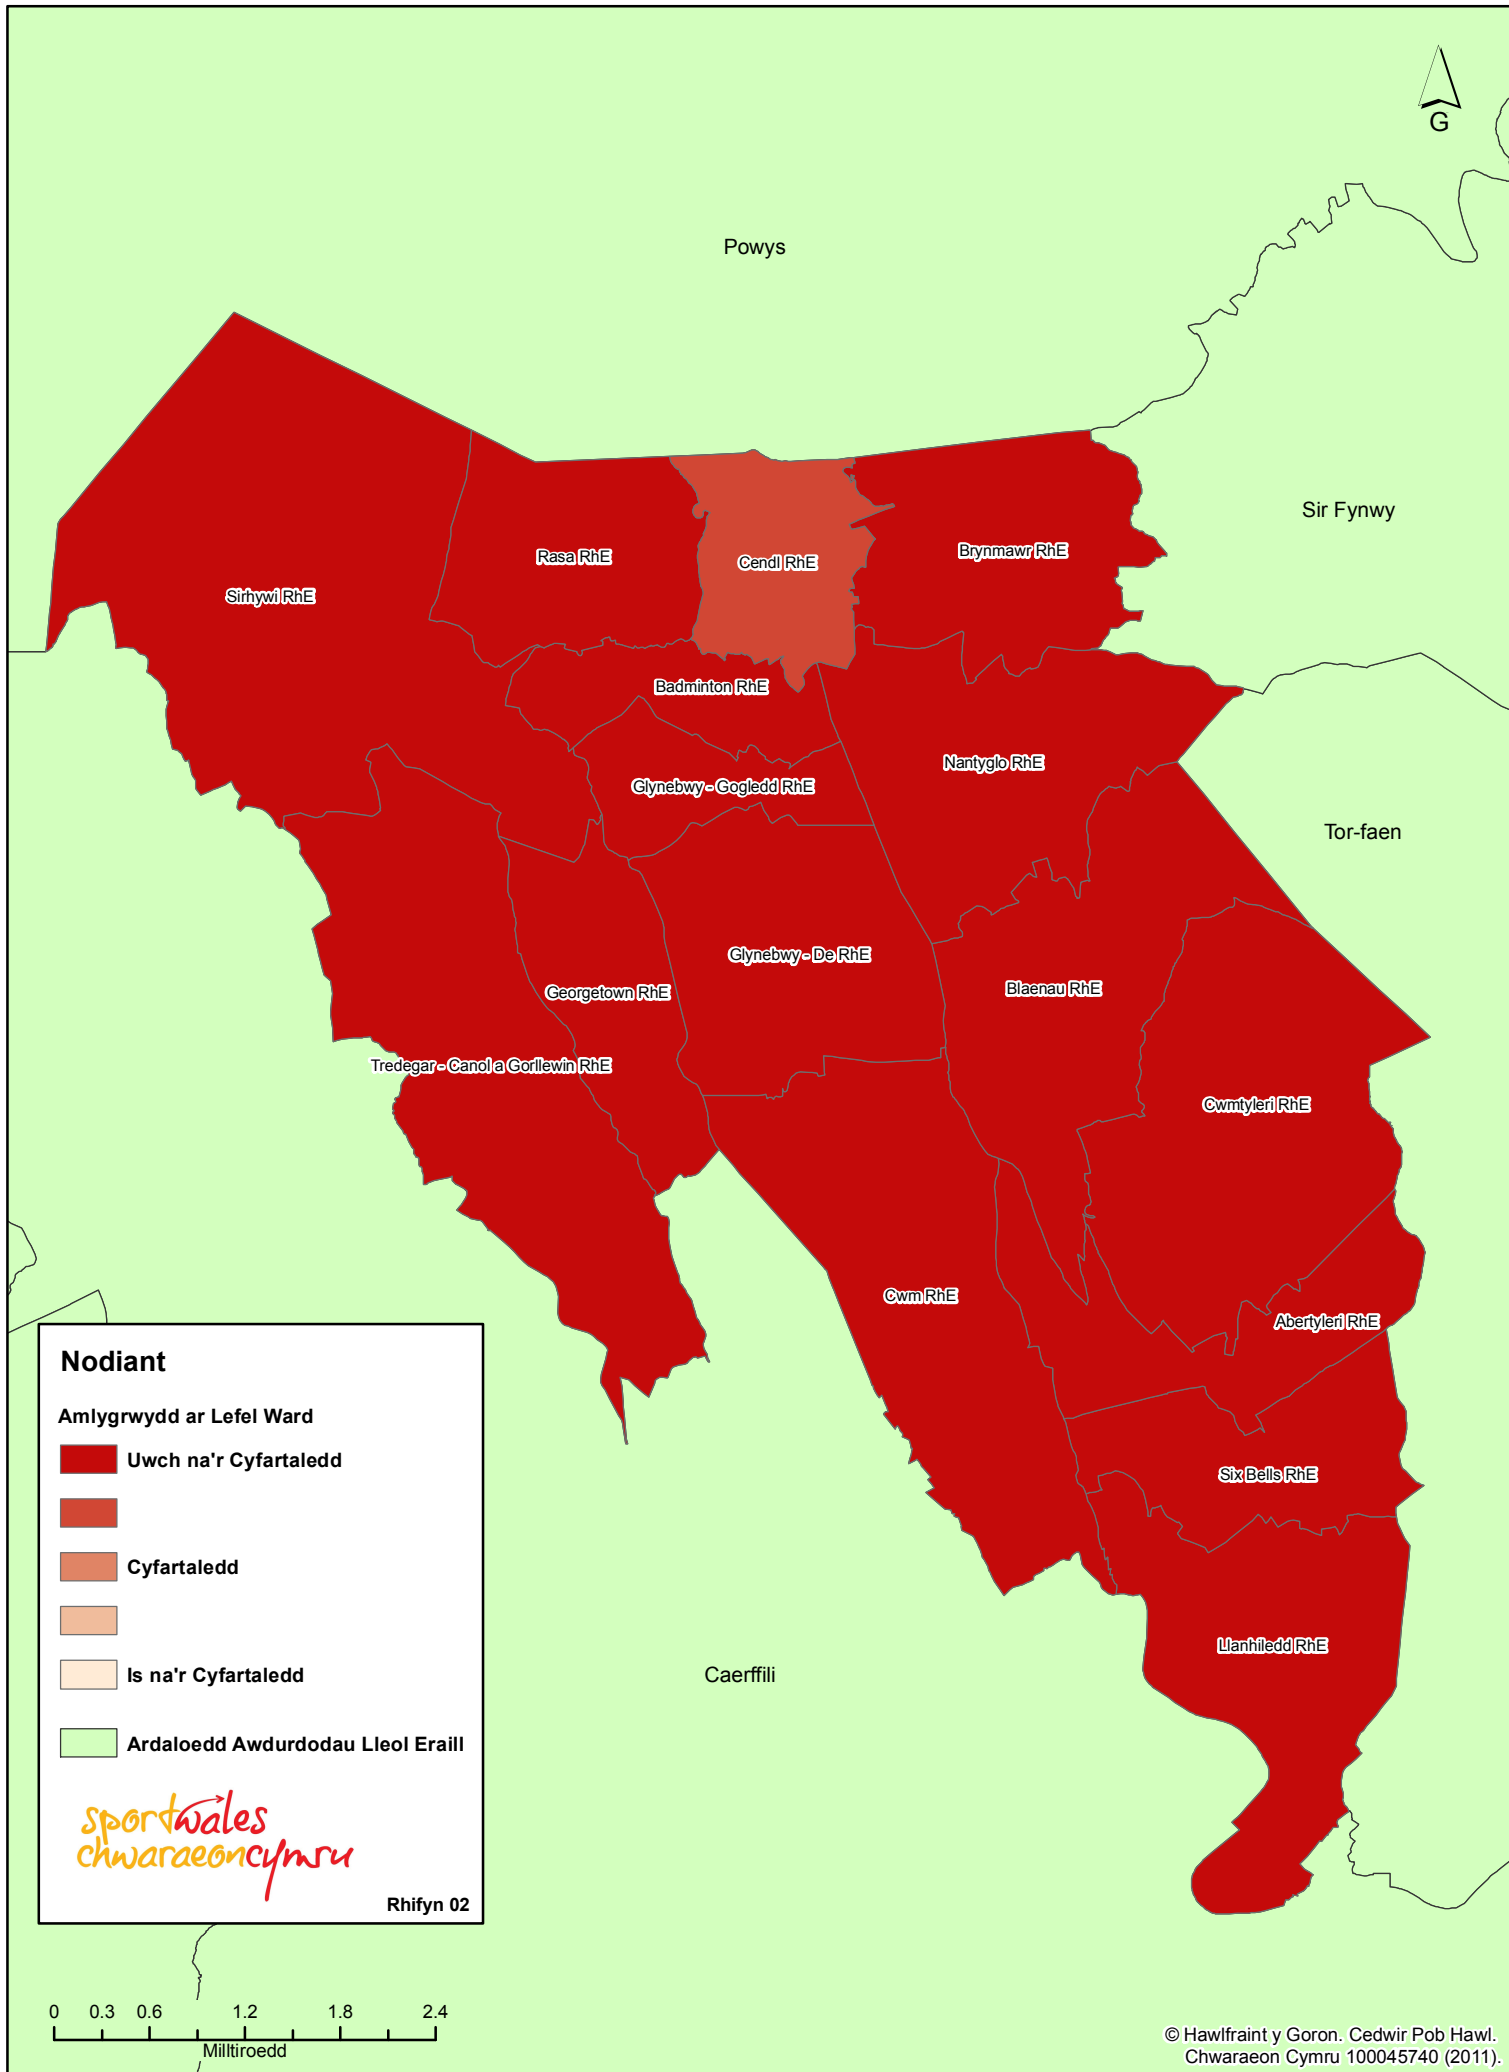 G
Powys
Sir Fynwy
Brynmawr RhE
Rasa RhE
Cendl RhE
Sirhywi RhE
Badminton RhE
Nantyglo RhE
Glynebwy - Gogledd RhE
Tor-faen
Glynebwy - De RhE
Blaenau RhE
Georgetown RhE
Tredegar - Canol a Gorllewin RhE
Cwmtyleri RhE
Cwm RhE
Abertyleri RhE
Six Bells RhE
Llanhiledd RhE
Caerffili
Nodiant
Amlygrwydd ar Lefel Ward
Uwch na'r Cyfartaledd
Cyfartaledd
Is na'r Cyfartaledd
Ardaloedd Awdurdodau Lleol Eraill
sportwales
chwaraeoncymru
Rhifyn 02
0 0.3 0.6 1.2 1.8 2.4
Milltiroedd
© Hawlfraint y Goron. Cedwir Pob Hawl.
Chwaraeon Cymru 100045740 (2011).